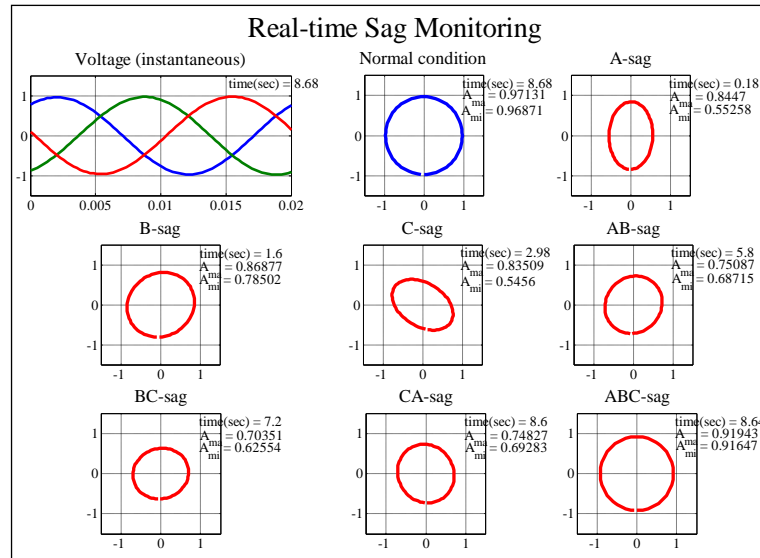 Real-time Sag Monitoring
Voltage (instantaneous)
Normal condition
A-sag
time(sec) = 8.68
1
0
-1
0
0.005
0.01
0.015
0.02
time(sec) = 8.68
A_ma = 0.97131
A_mi = 0.96871
1
0
-1
-1
0
1
time(sec) = 0.18
A_ma = 0.8447
A_mi = 0.55258
1
0
-1
-1
0
1
B-sag
C-sag
AB-sag
time(sec) = 1.6
A_ma = 0.86877
A_mi = 0.78502
1
0
-1
-1
0
1
time(sec) = 2.98
A_ma = 0.83509
A_mi = 0.5456
1
0
-1
-1
0
1
time(sec) = 5.8
A_ma = 0.75087
A_mi = 0.68715
1
0
-1
-1
0
1
BC-sag
CA-sag
ABC-sag
time(sec) = 7.2
A_ma = 0.70351
A_mi = 0.62554
1
0
-1
-1
0
1
time(sec) = 8.6
A_ma = 0.74827
A_mi = 0.69283
1
0
-1
-1
0
1
time(sec) = 8.64
A_ma = 0.91943
A_mi = 0.91647
1
0
-1
-1
0
1